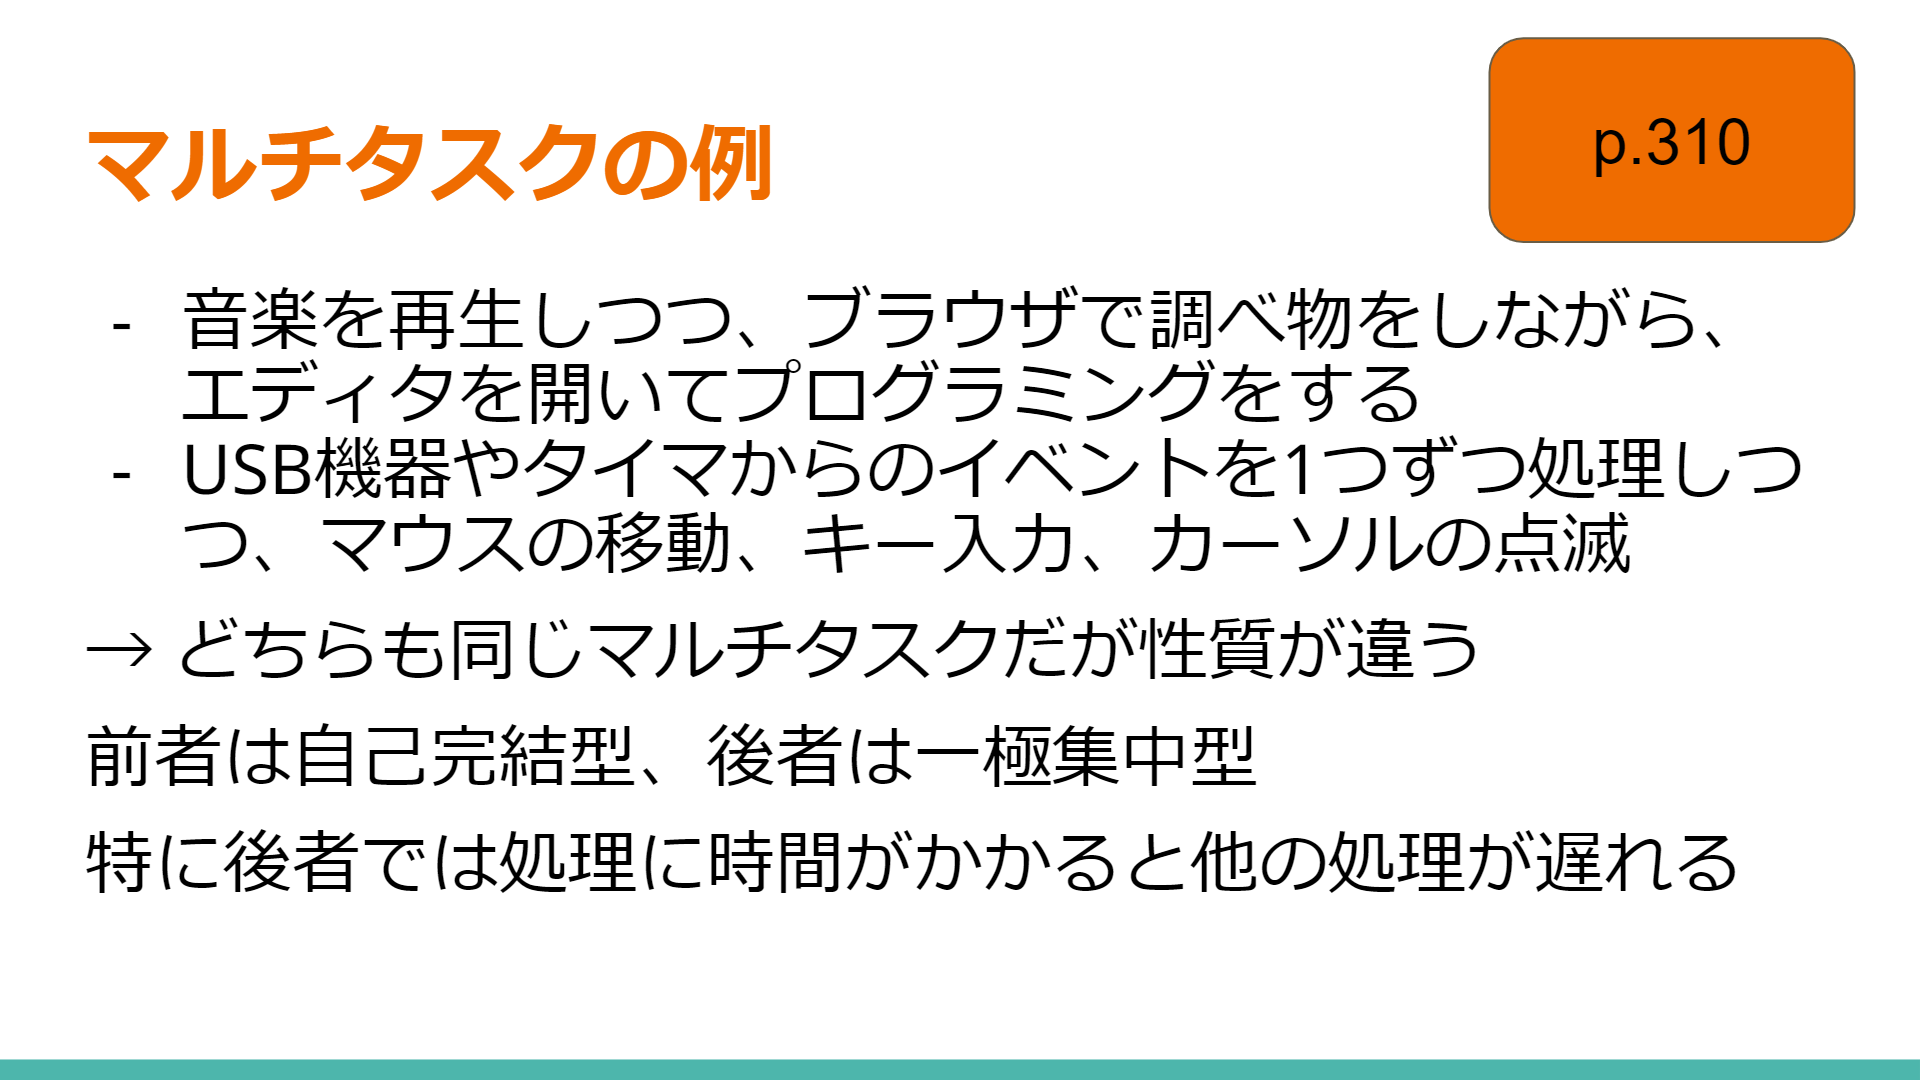 マルチタスクの例
p.310
- 音楽を再生しつつ、ブラウザで調べ物をしながら、
エディタを開いてプログラミングをする
- USB機器やタイマからのイベントを1つずつ処理しつ
つ、マウスの移動、キー入力、カーソルの点滅
→ どちらも同じマルチタスクだが性質が違う
前者は自己完結型、後者は一極集中型
特に後者では処理に時間がかかると他の処理が遅れる